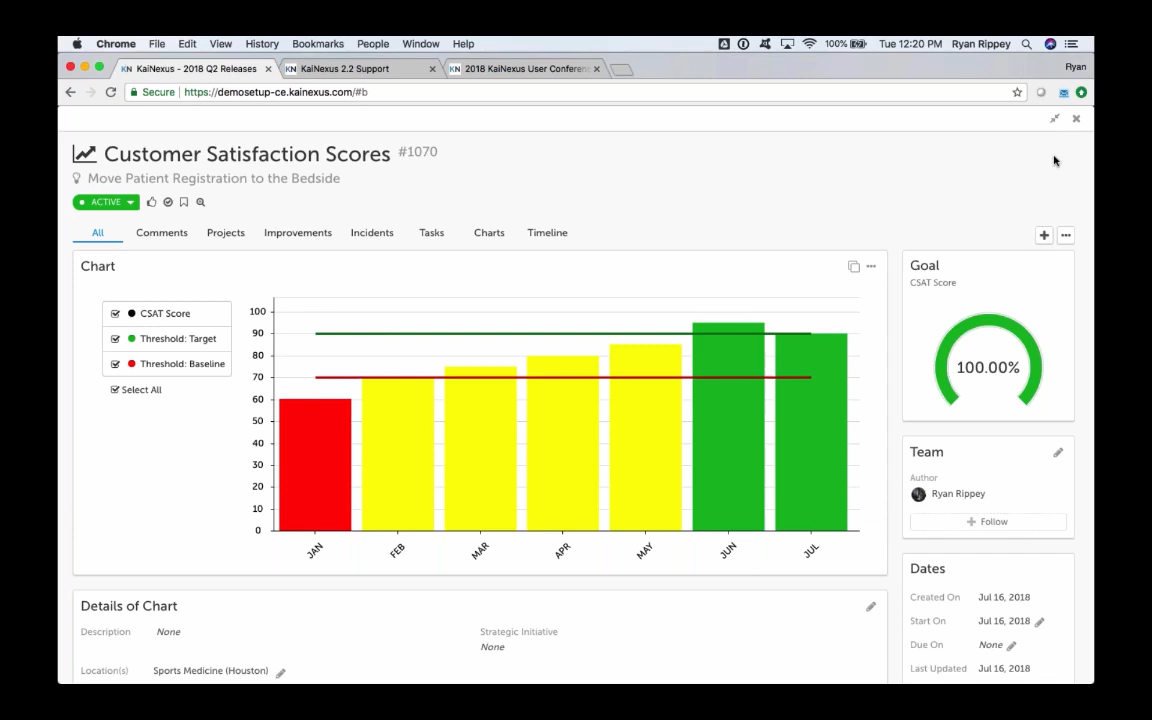 Chrome File Edit View History Bookmarks People Window Help 100% Tue 12:20 PM Ryan Rippey
KN KaiNexus - 2018 Q2 Releases × KN KaiNexus 2.2 Support × KN 2018 KaiNexus User Conferen × Ryan
Secure | https://demosetup-ce.kainexus.com/#b
Customer Satisfaction Scores #1070
Move Patient Registration to the Bedside
ACTIVE
All Comments Projects Improvements Incidents Tasks Charts Timeline
Chart
CSAT Score
Threshold: Target
Threshold: Baseline
Select All
100
90
80
70
60
50
40
30
20
10
0
JAN FEB MAR APR MAY JUN JUL
Goal
CSAT Score
100.00%
Team
Author
Ryan Rippey
+ Follow
Details of Chart
Description None
Strategic Initiative
None
Location(s) Sports Medicine (Houston)
Dates
Created On Jul 16, 2018
Start On Jul 16, 2018
Due On None
Last Updated Jul 16, 2018